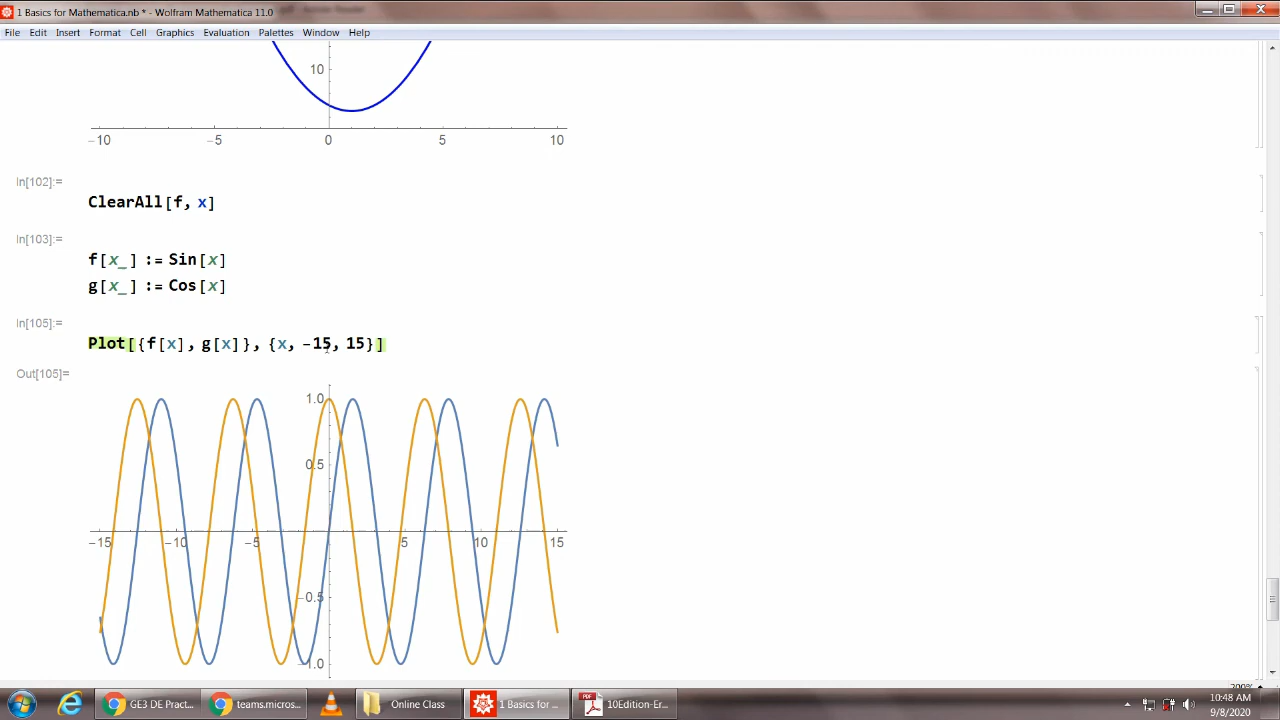 1 Basics for Mathematica.nb * - Wolfram Mathematica 11.0
File Edit Insert Format Cell Graphics Evaluation Palettes Window Help
10
-10 -5 0 5 10
In[102]:=
ClearAll[f, x]
In[103]:=
f[x_] := Sin[x]
g[x_] := Cos[x]
In[105]:=
Plot[{f[x], g[x]}, {x, -15, 15}]
Out[105]=
1.0
0.5
-15 -10 -5 5 10 15
-0.5
-1.0
GE3 DE Pract... teams.micros... Online Class 1 Basics for ... 10Edition-Er...
10:48 AM
9/8/2020